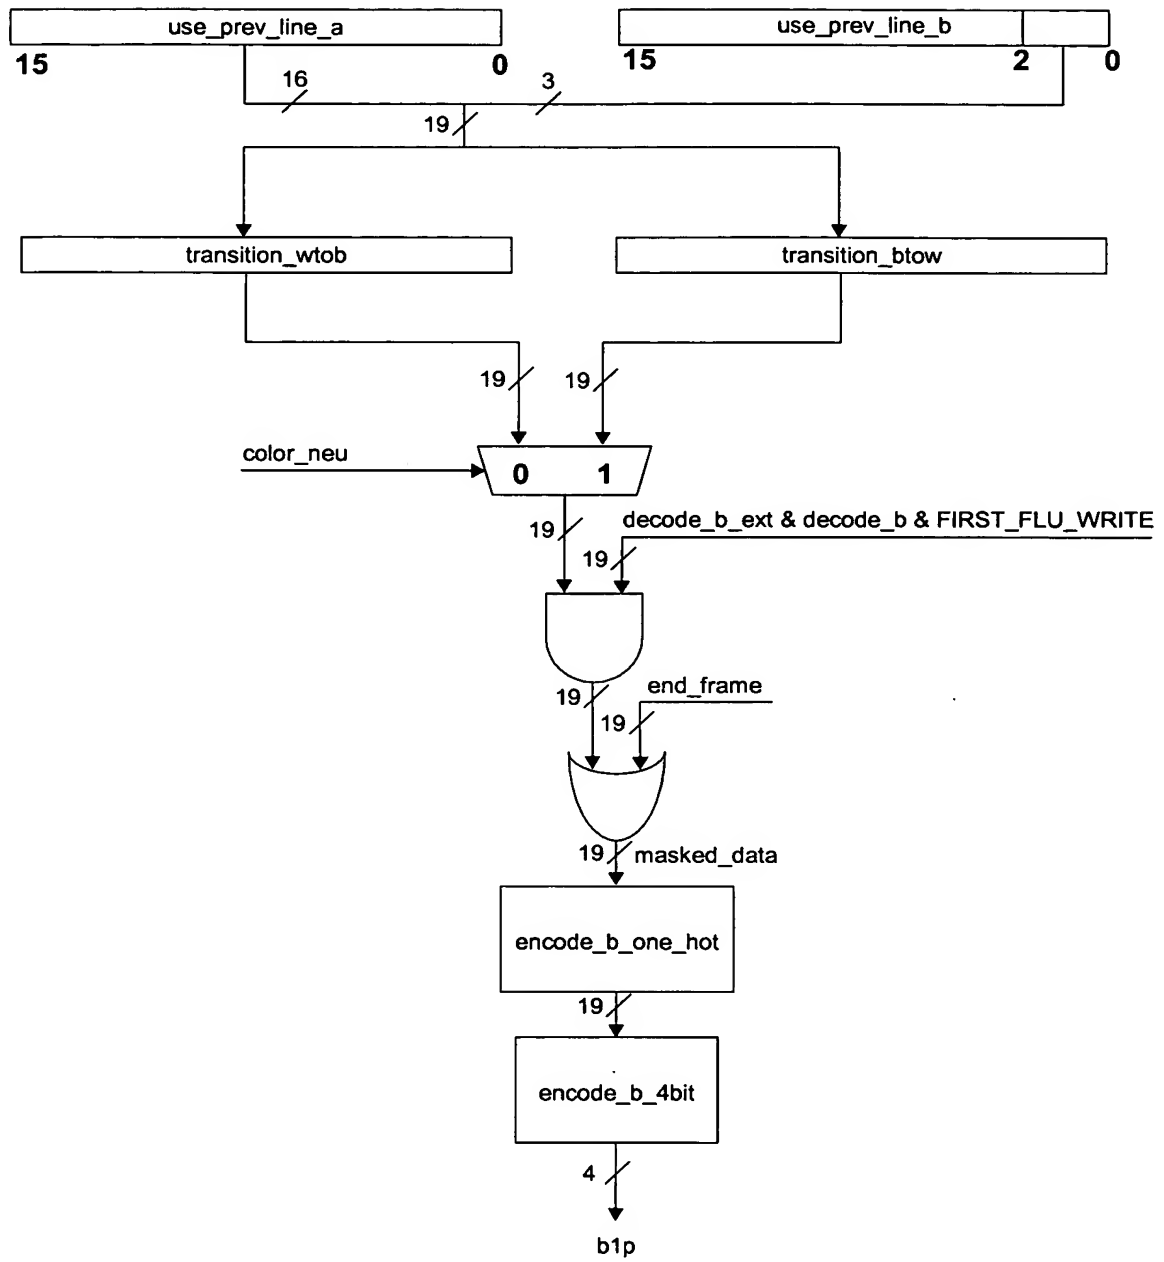 use_prev_line_a
use_prev_line_b
15
0
15
2
0
16
3
19
transition_wtob
transition_btow
19
19
color_neu
0
1
19
decode_b_ext & decode_b & FIRST_FLU_WRITE
19
19
end_frame
19
19
masked_data
encode_b_one_hot
19
encode_b_4bit
4
b1p